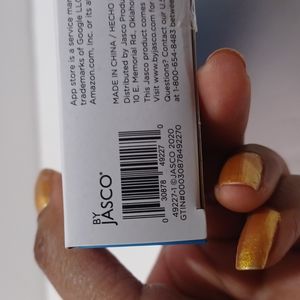 App store is a service ma
trademarks of Google LLC
Amazon.com, Inc. or its a
MADE IN CHINA / HECHO
Distributed by Jasco Produ
10 E. Memorial Rd., Oklaho
This Jasco product comes
Visit www.byjasco.com for
Questions? Contact our U.S
at 1-800-654-8483 between
BY
JASCO®
0 30878 49227 0
49227-1 ©JASCO 2020
GTIN#00030878492270